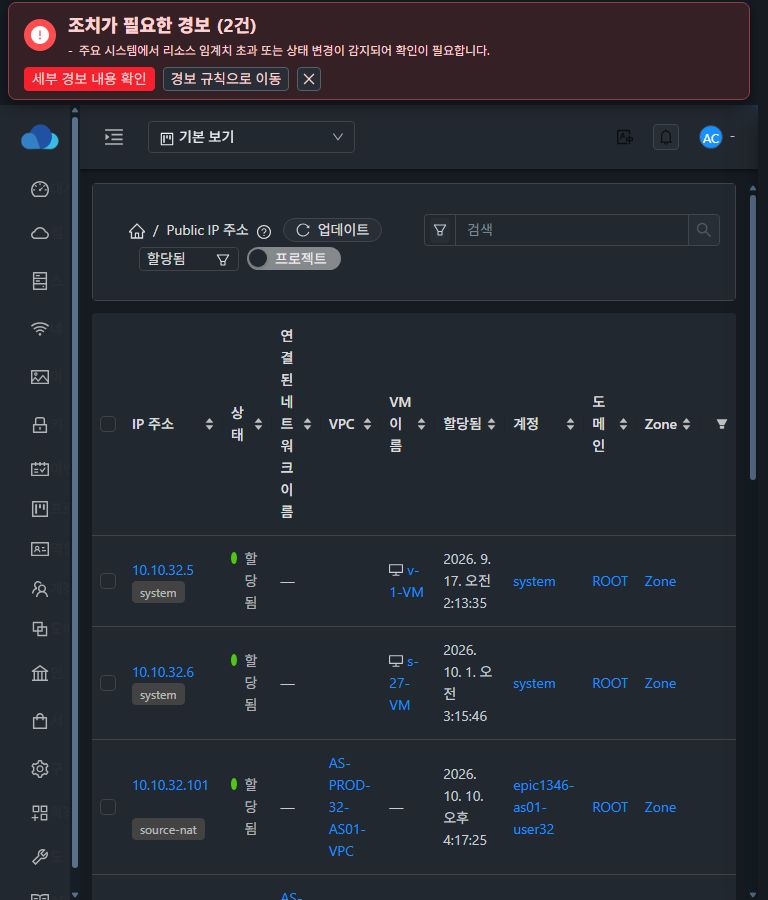 조치가 필요한 경보 (2건)
- 주요 시스템에서 리소스 임계치 초과 또는 상태 변경이 감지되어 확인이 필요합니다.
세부 경보 내용 확인 경보 규칙으로 이동
기본 보기
AC -
/ Public IP 주소 업데이트 검색
할당됨 프로젝트
IP 주소 상태 연결된 네트워크 이름 VPC VM 이름 할당됨 계정 도메인 Zone
10.10.32.5 system 할당됨 — v-1-VM 2026. 9. 17. 오전 2:13:35 system ROOT Zone
10.10.32.6 system 할당됨 — s-27-VM 2026. 10. 1. 오전 3:15:46 system ROOT Zone
10.10.32.101 source-nat 할당됨 — AS-PROD-32-AS01-VPC — 2026. 10. 10. 오후 4:17:25 epic1346-as01-user32 ROOT Zone
AS-